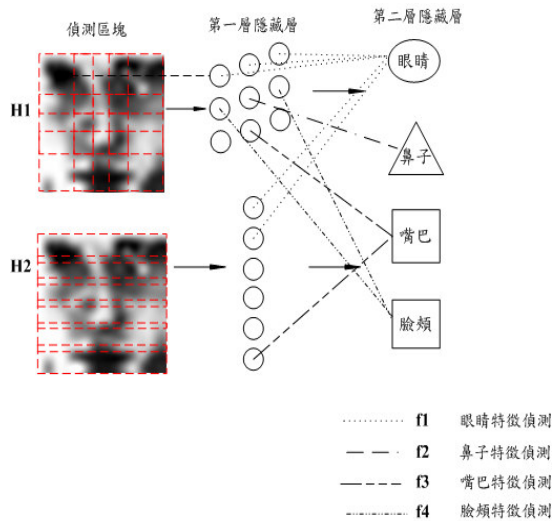 偵測區塊
第一層隱藏層
第二層隱藏層
H1
眼睛
鼻子
嘴巴
H2
臉頰
f1 眼睛特徵偵測
f2 鼻子特徵偵測
f3 嘴巴特徵偵測
f4 臉頰特徵偵測